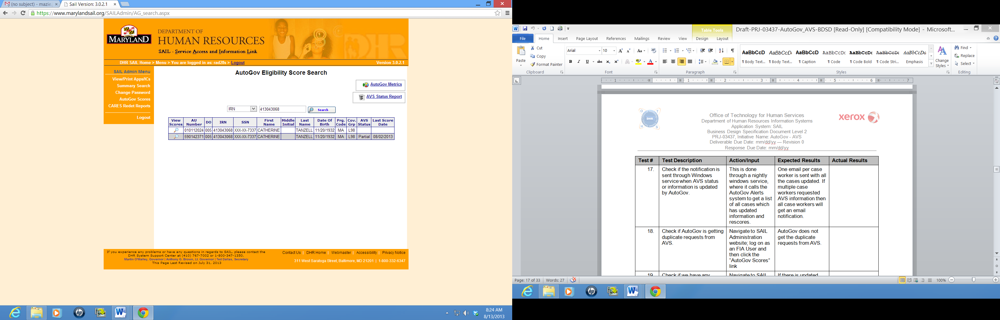 (no subject) - mazie.
Sail Version: 3.0.2.1
https://www.marylandsail.org/SAILAdmin/AG_search.aspx
MARYLAND
DEPARTMENT OF
HUMAN RESOURCES
SAIL - Service Access and Information Link
DHR
DHR SAIL Home > Menu > You are logged in as: rad28s > Logout
Version 3.0.2.1
SAIL Admin Menu
View/Print Apps/ICs
Summary Search
Change Password
AutoGov Scores
CARES Redet Reports
Logout
AutoGov Eligibility Score Search
AutoGov Metrics
AVS Status Report
IRN 413043068 Search
View Scores AU Number DO IRN SSN First Name Middle Initial Last Name Date Of Birth Prg. Code Cov. Grp AVS Status Last Score Date
010112024 005 413043068 XXX-XX-7337 CATHERINE TANZELL 11/20/1932 MA L98
590142371 005 413043068 XXX-XX-7337 CATHERINE TANZELL 11/20/1932 MA L98 Partial 08/02/2013
If you experience any problems or have any questions in regards to SAIL, please contact the
DHR System Support Center at (410) 767-7002 or 1-800-347-1350.
Martin O'Malley, Governor | Anthony G. Brown, Lt. Governor | Ted Dallas, Secretary
This Page Last Revised on July 31, 2013
Contact Us | DHR Home | Webmaster | Accessibility | Privacy Notice
311 West Saratoga Street, Baltimore, MD 21201 | 1-800-332-6347
8:24 AM
8/13/2013
Table Tools
Draft-PRJ-03437-AutoGov_AVS-BDSD [Read-Only] [Compatibility Mode] - Microsoft...
File Home Insert Page Layout References Mailings Review View Design Layout
Paste
Cut
Copy
Format Painter
Clipboard
Arial 10
Font
Paragraph
AaBbCcD AaBbCcD AaBbCcD AaBbCcDc AaBbCcDc AaBbCcDc AaBbCcDa
¶ Body Text... ¶ Body Text... ¶ Caption ¶ Code ¶ Code Bold ¶ Code Stri... Emphasis
Styles
Change Styles
Find
Replace
Select
Editing
1 1 2 3 4 5 6 7
O T
DHR
H S
xerox
Office of Technology for Human Services
Department of Human Resources Information Systems
Application System: SAIL
Business Design Specification Document Level 2
PRJ-03437, Initiative Name: AutoGov - AVS
Deliverable Due Date: mm/dd/yy — Revision 0
Response Due Date: mm/dd/yy
Test # Test Description Action/Input Expected Results Actual Results
17.
Check if the notification is
sent through Windows
service when AVS status
or information is updated
by AutoGov.
This is done
through a nightly
windows service,
where it calls the
AutoGov Alerts
system to get a list
of all cases which
has updated
information and
rescores.
One email per case
worker is sent with all
the cases updated. If
multiple case
workers requested
AVS information then
all case workers will
get an email
notification.
18.
Check if AutoGov is getting
duplicate requests from
AVS.
Navigate to SAIL
Administration
website; log on as
an FIA User and
then click the
“AutoGov Scores”
link
AutoGov does not
get the duplicate
requests from AVS.
19
Check if we have any
Navigate to SAIL
If there is updated
Page: 17 of 33 Words: 27
100%